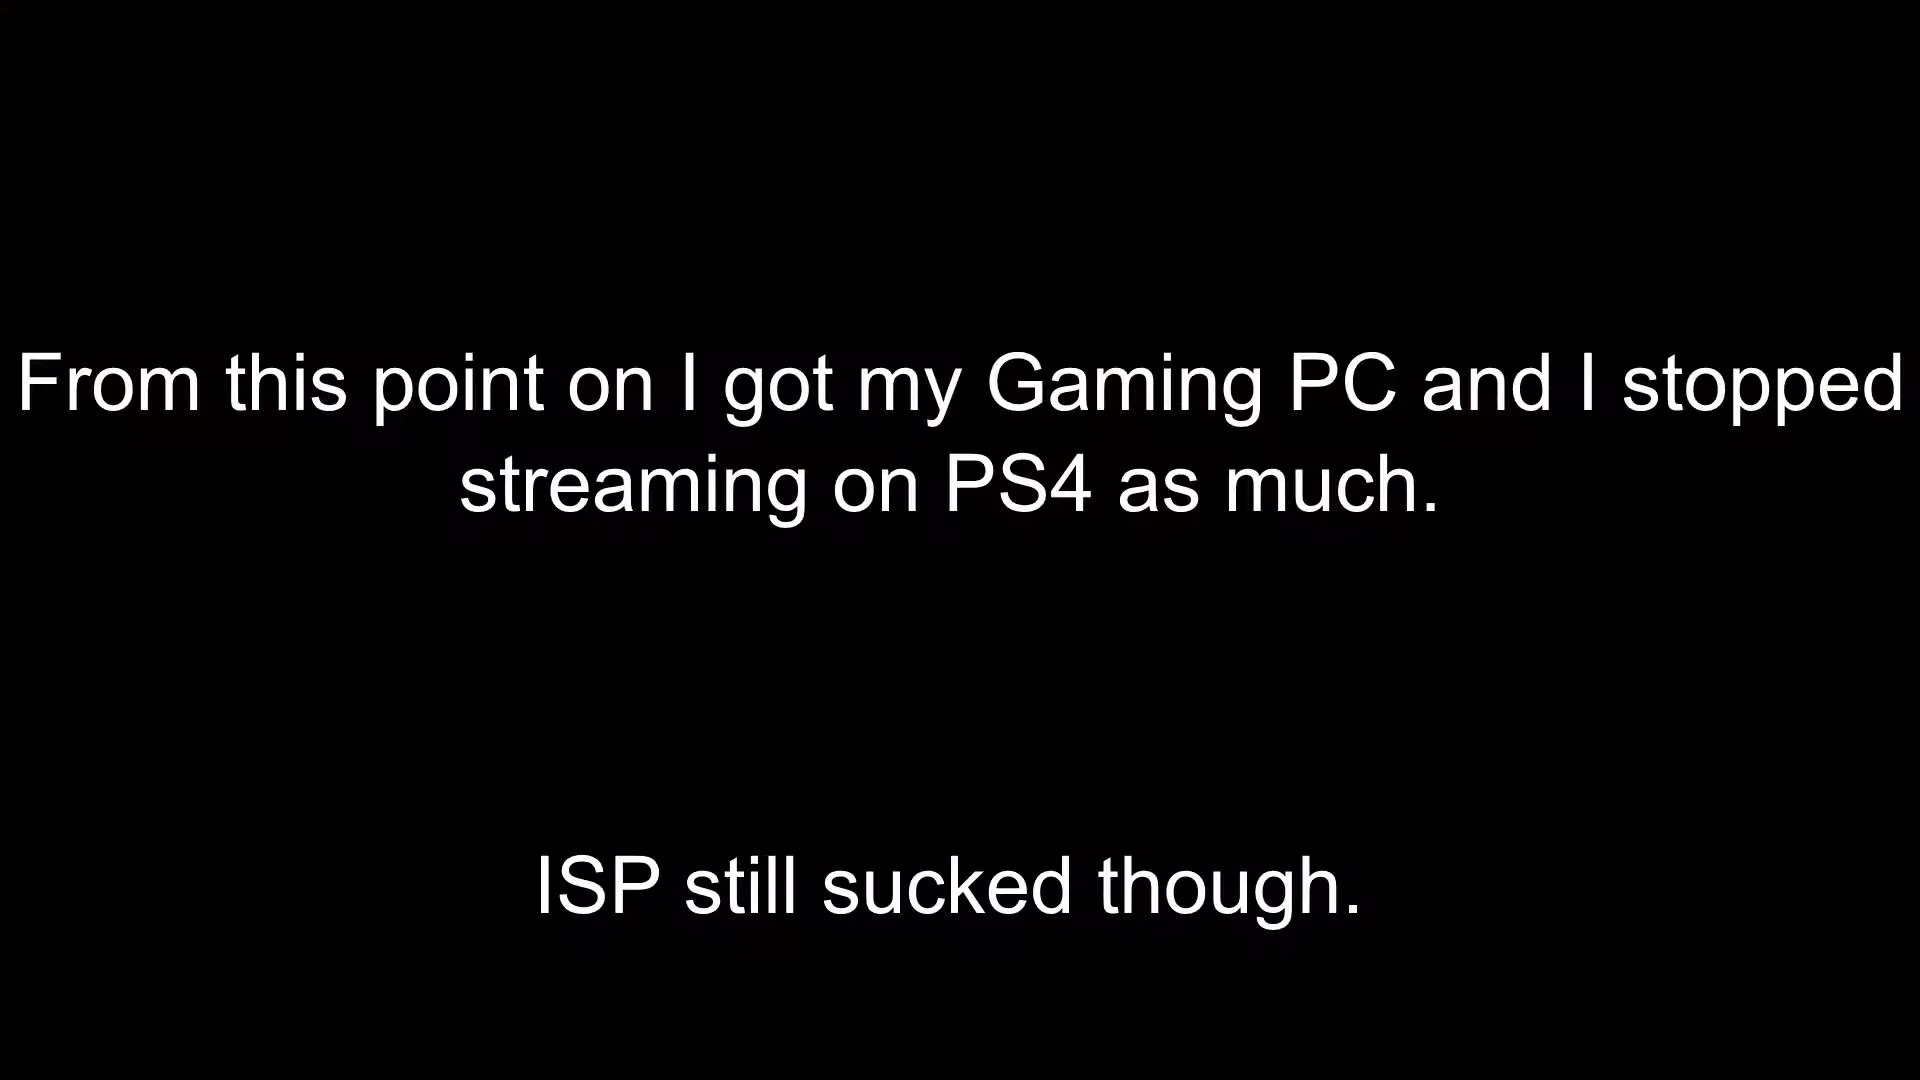 From this point on I got my Gaming PC and I stopped
streaming on PS4 as much.
ISP still sucked though.